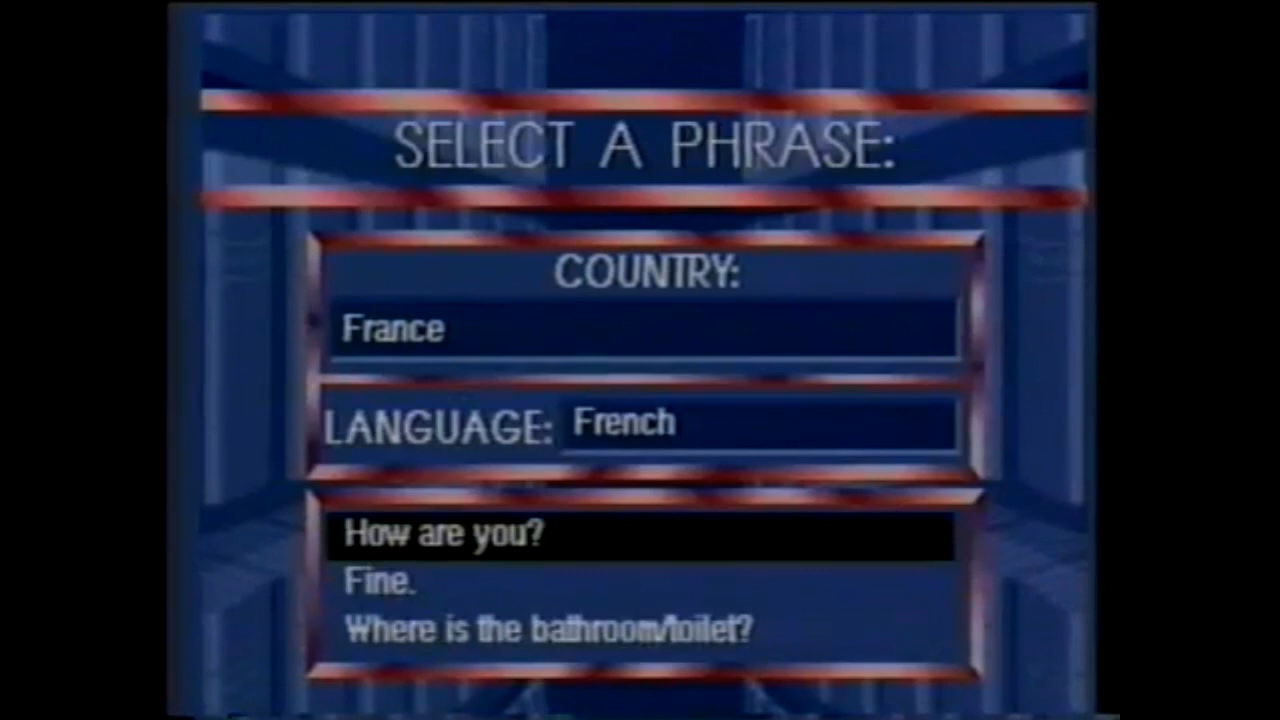 SELECT A PHRASE:
COUNTRY:
France
LANGUAGE: French
How are you?
Fine.
Where is the bathroom/toilet?